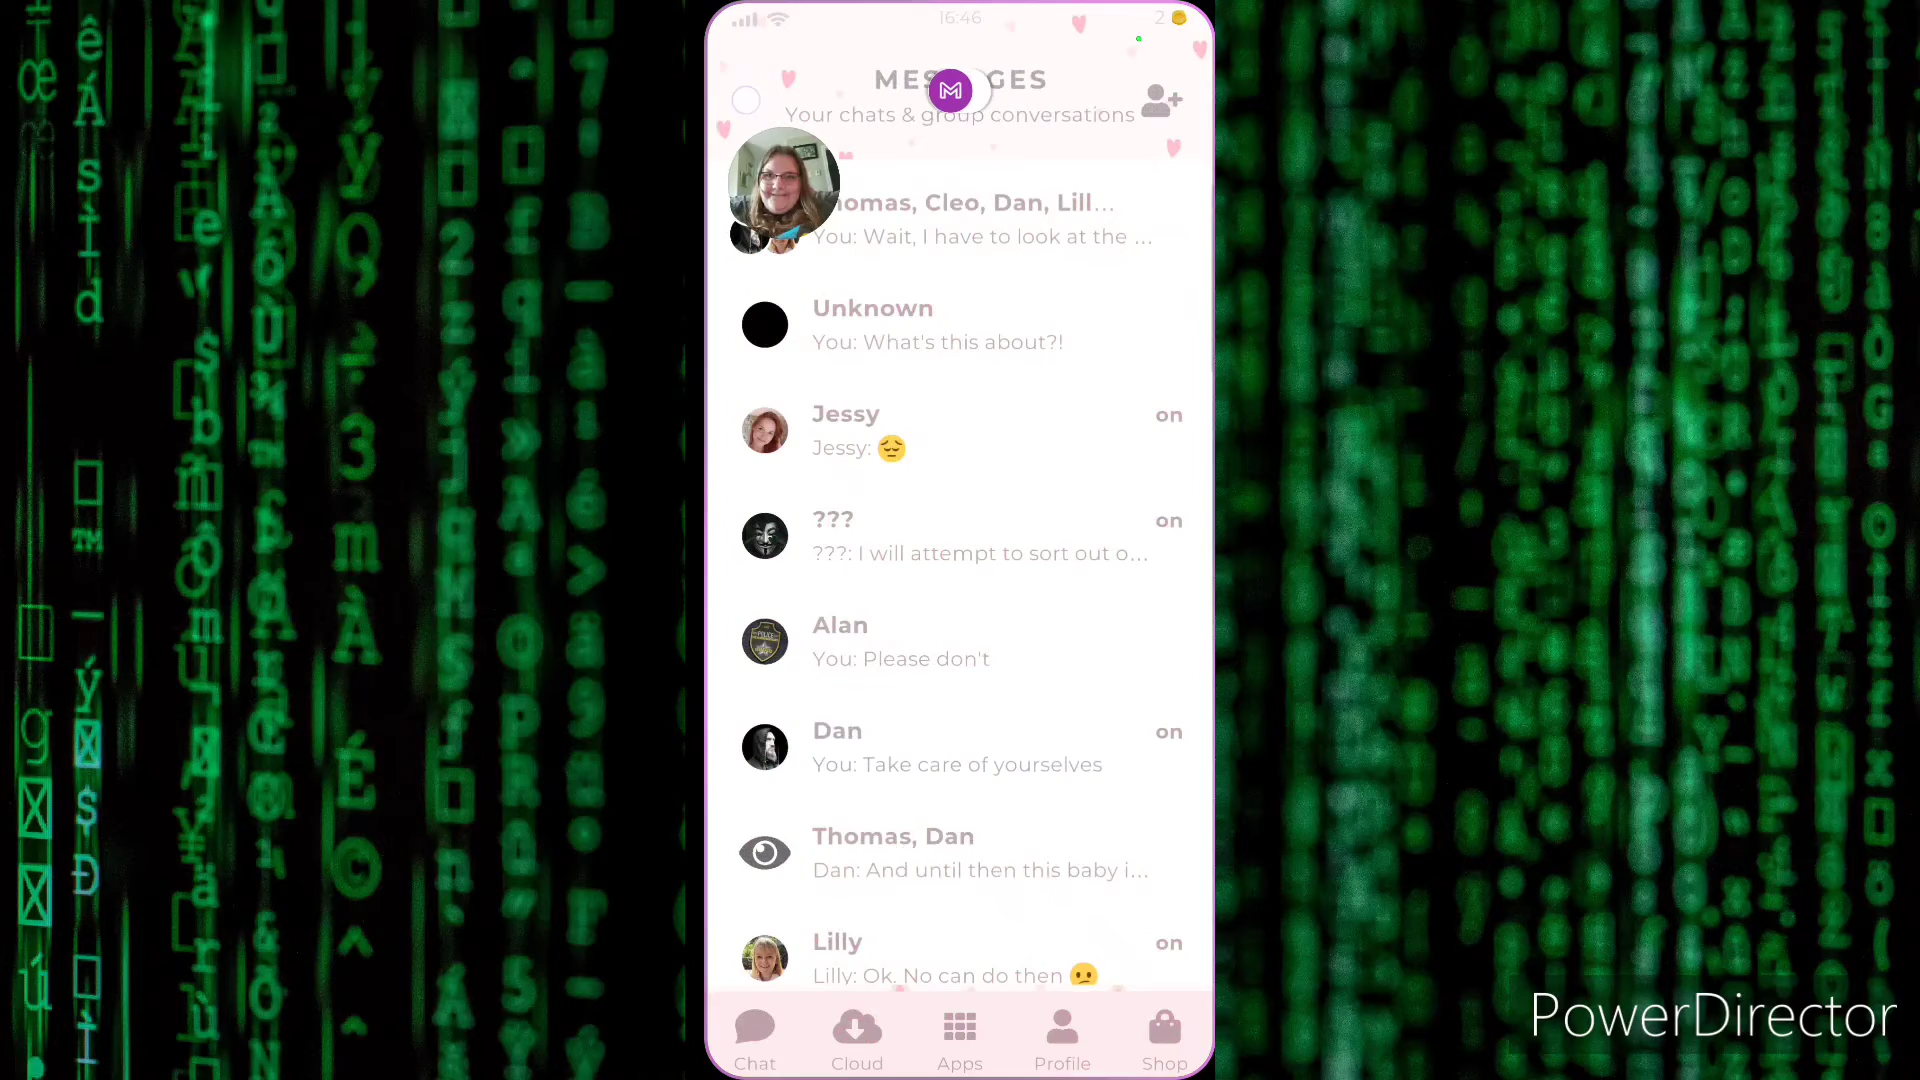 16:46
2
MES GES
Your chats & group conversations
homas, Cleo, Dan, Lill...
You: Wait, I have to look at the ...
Unknown
You: What's this about?!
Jessy
on
Jessy: 😔
???
on
???: I will attempt to sort out o...
Alan
You: Please don't
Dan
on
You: Take care of yourselves
Thomas, Dan
Dan: And until then this baby i...
Lilly
on
Lilly: Ok. No can do then 😕
Chat
Cloud
Apps
Profile
Shop
PowerDirector